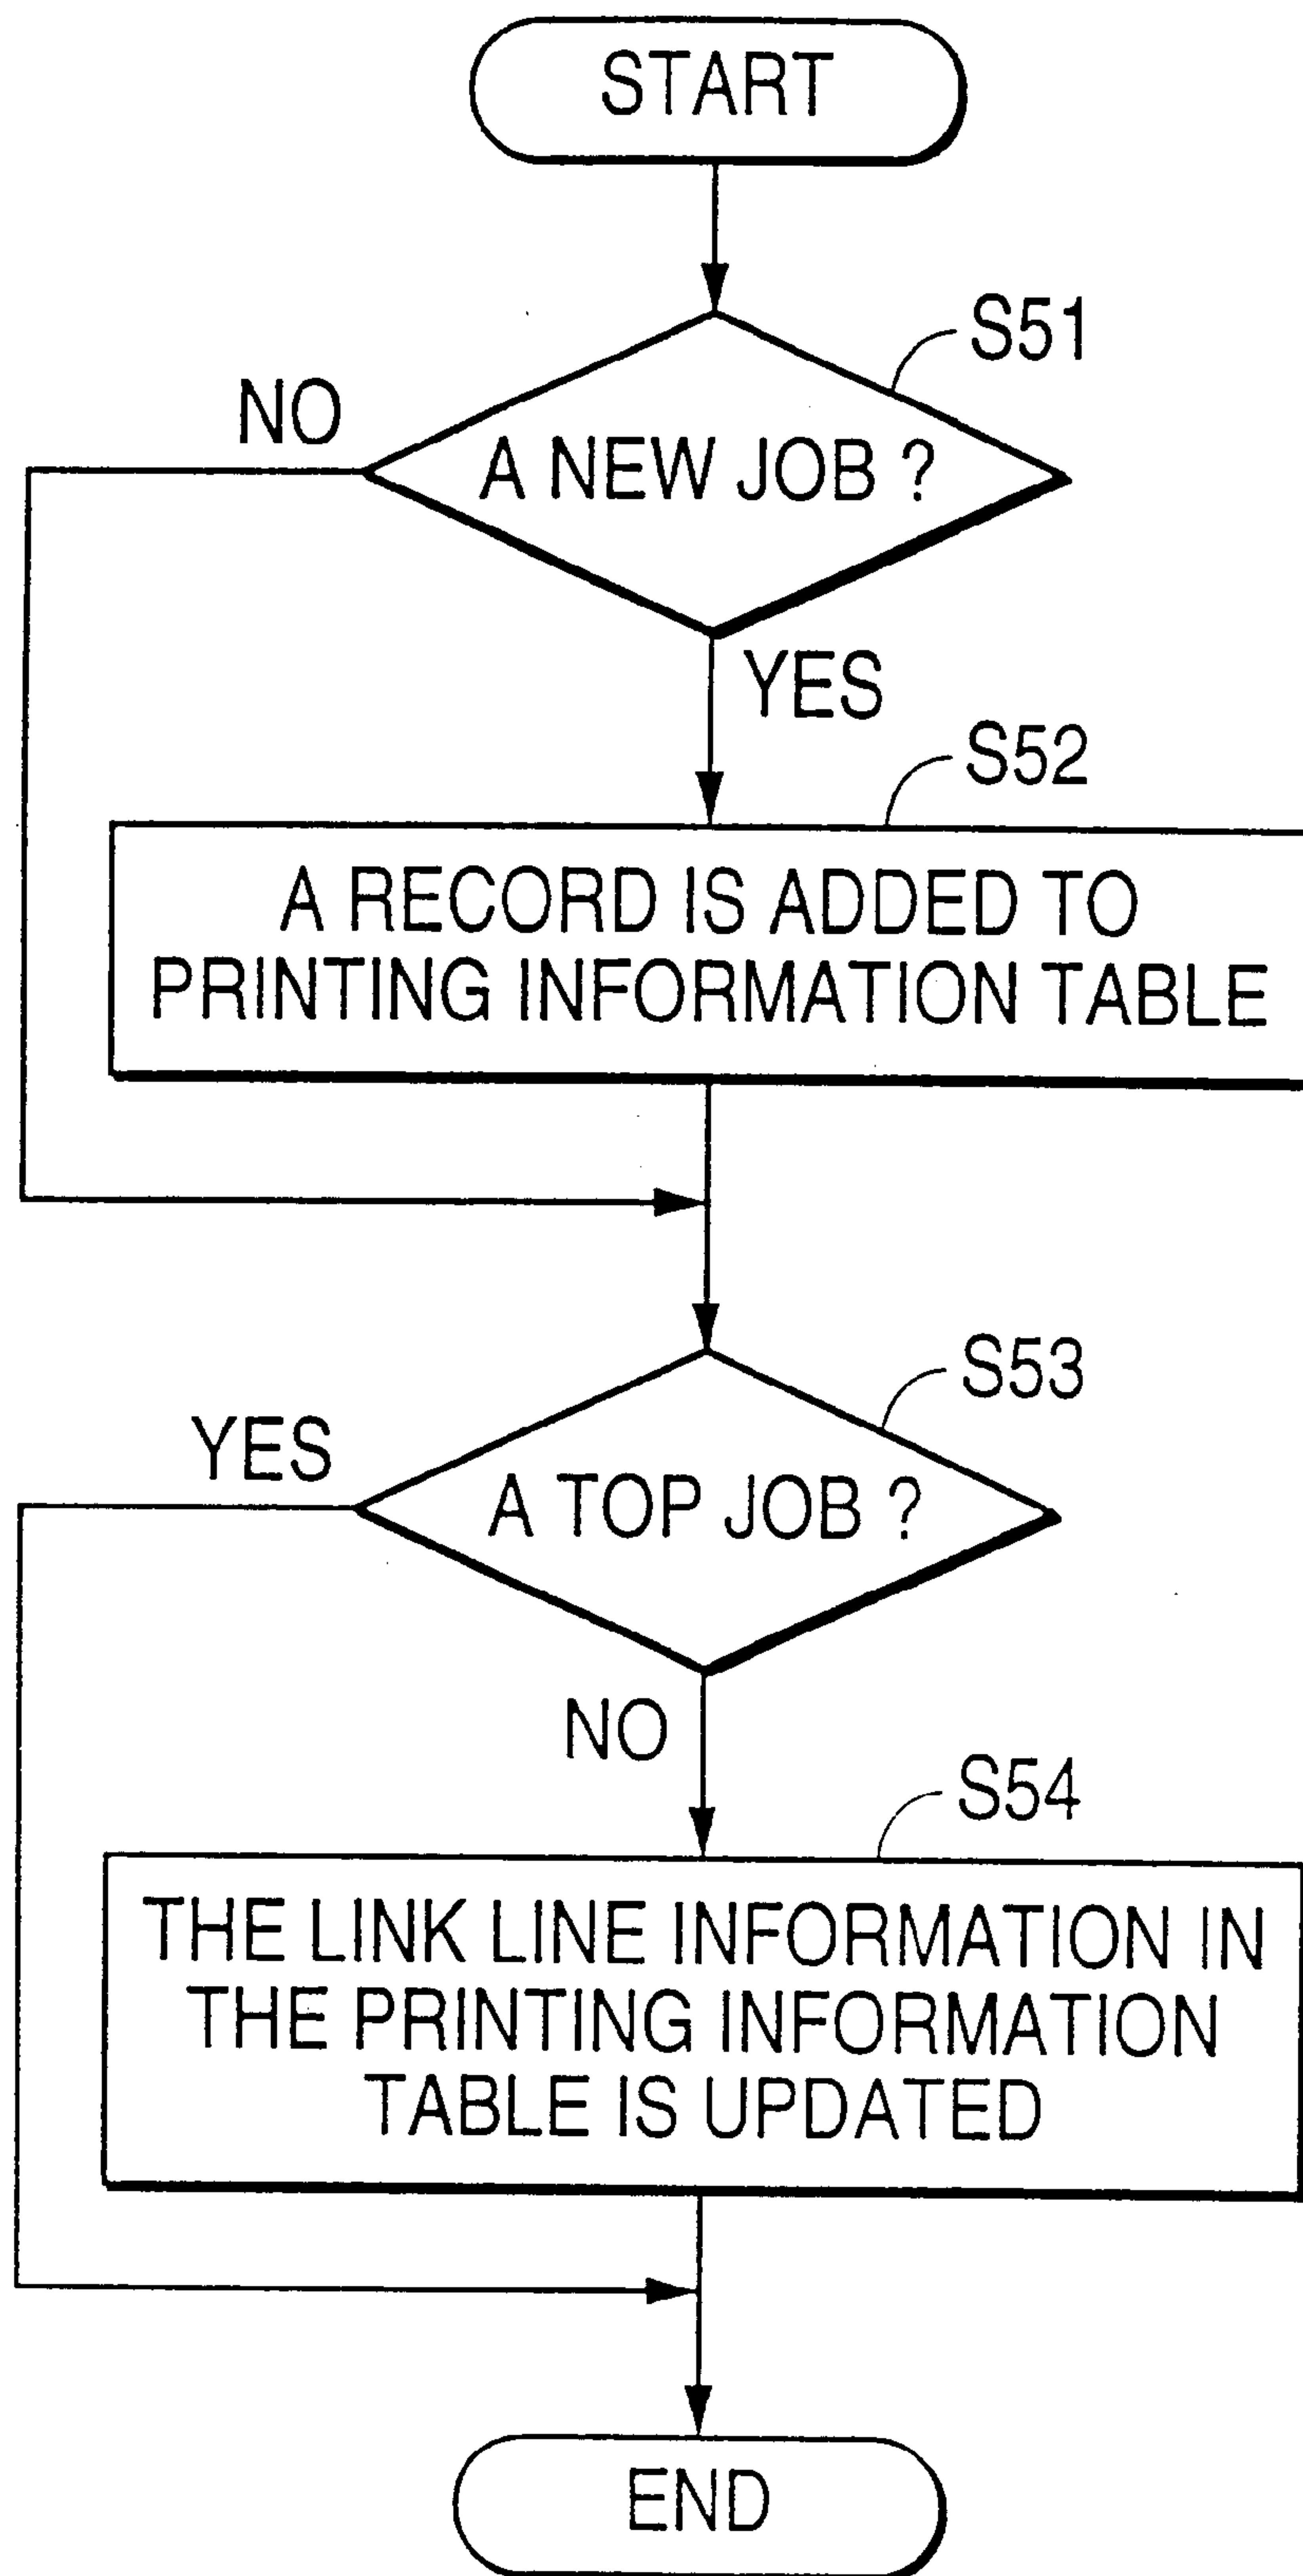 START
S51
NO
A NEW JOB ?
YES
S52
A RECORD IS ADDED TO
PRINTING INFORMATION TABLE
S53
YES
A TOP JOB ?
NO
S54
THE LINK LINE INFORMATION IN
THE PRINTING INFORMATION
TABLE IS UPDATED
END